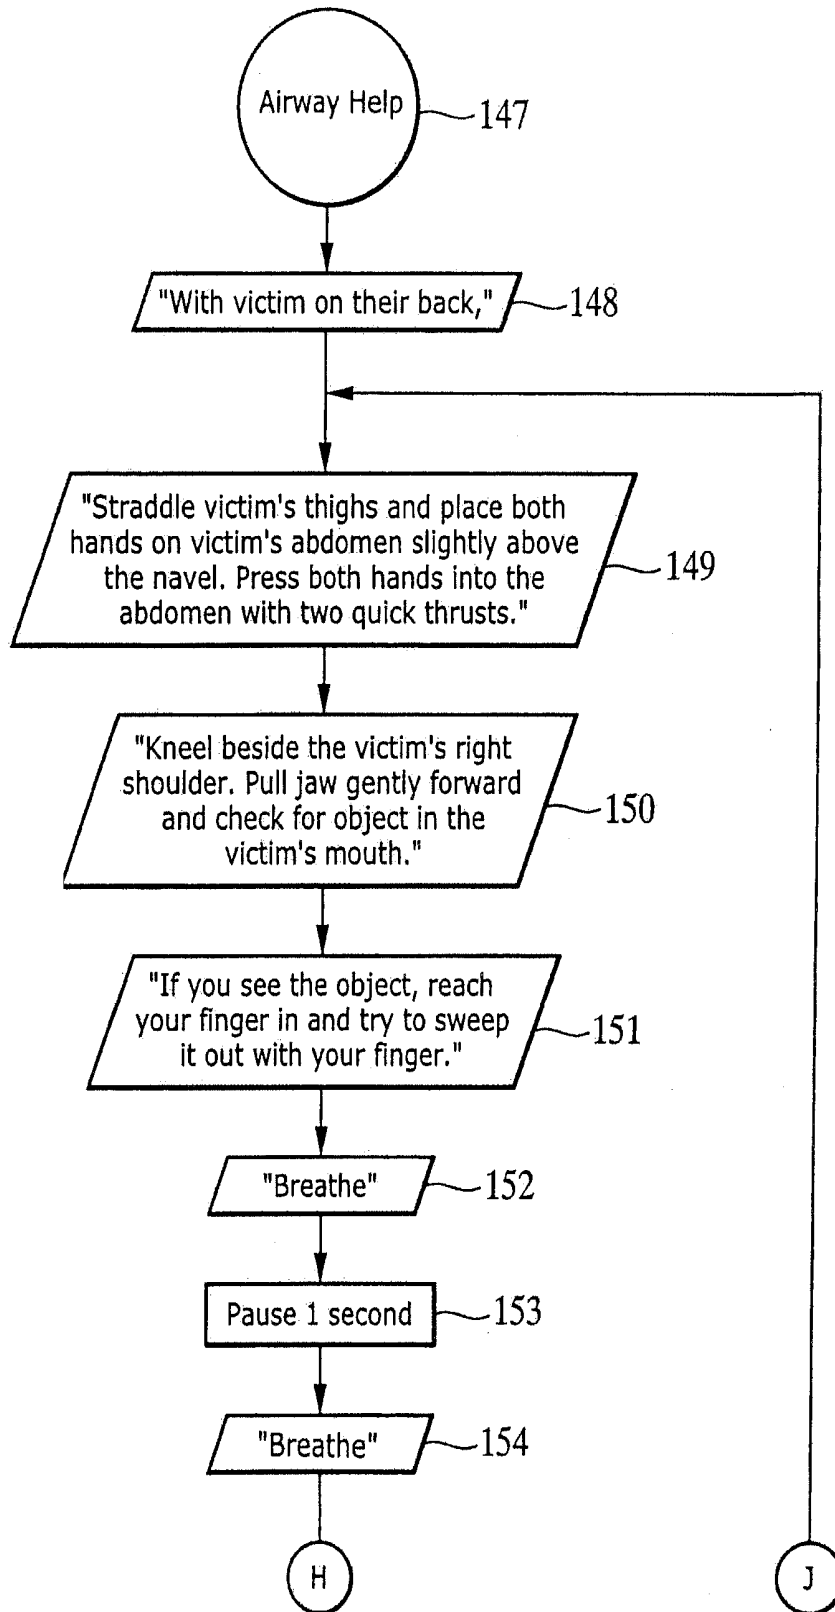 Airway Help
147
"With victim on their back,"
148
"Straddle victim's thighs and place both
hands on victim's abdomen slightly above
the navel. Press both hands into the
abdomen with two quick thrusts."
149
"Kneel beside the victim's right
shoulder. Pull jaw gently forward
and check for object in the
victim's mouth."
150
"If you see the object, reach
your finger in and try to sweep
it out with your finger."
151
"Breathe"
152
Pause 1 second
153
"Breathe"
154
H
J